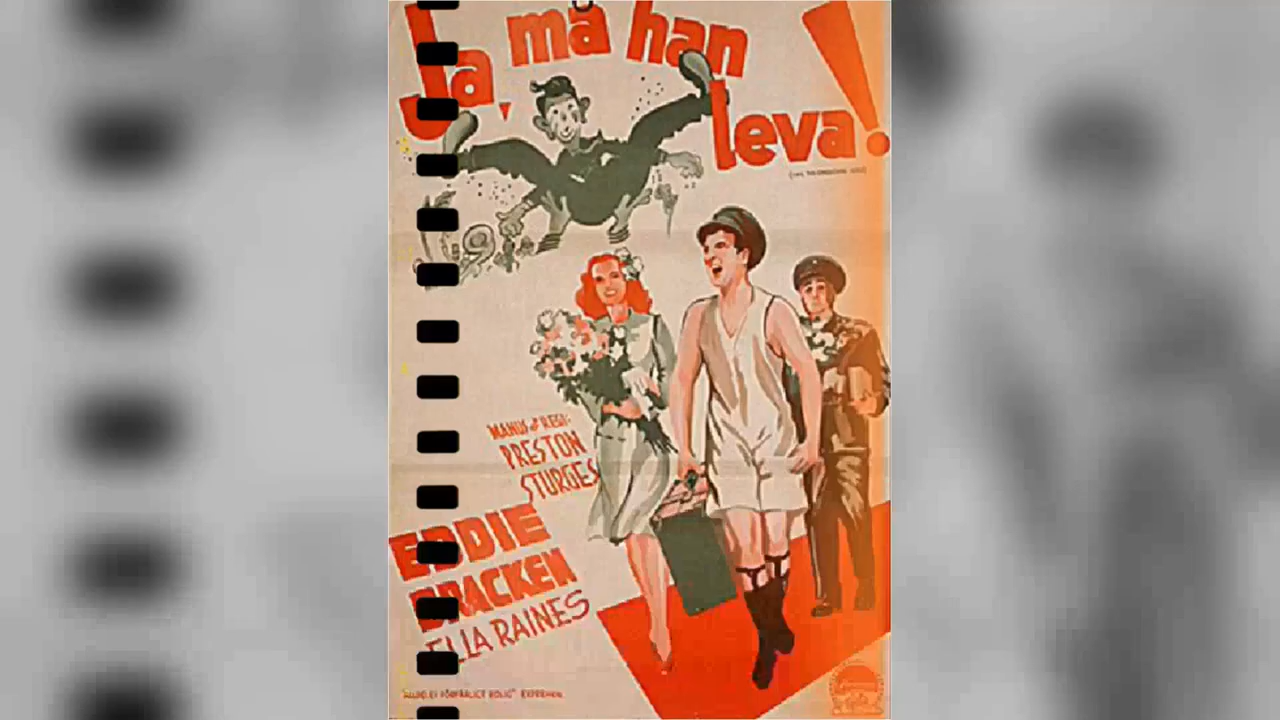 Ja, må han
leva!
MANUS och REGI:
PRESTON
STURGES
EDDIE
BRACKEN
ELLA RAINES